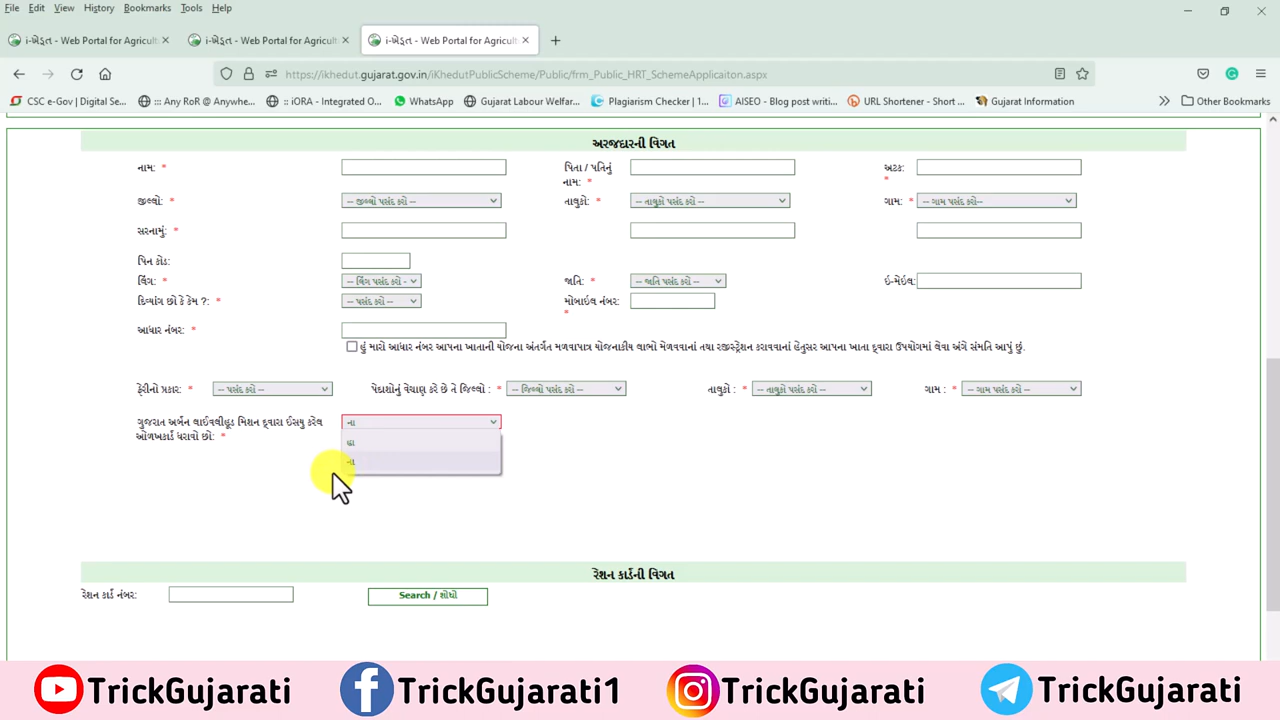 File Edit View History Bookmarks Tools Help
i-ખેડૂત - Web Portal for Agricult × i-ખેડૂત - Web Portal for Agricult × i-ખેડૂત - Web Portal for Agricult × +
https://ikhedut.gujarat.gov.in/iKhedutPublicScheme/Public/frm_Public_HRT_SchemeApplicaiton.aspx
CSC e-Gov | Digital Se... ::: Any RoR @ Anywhe... :: iORA - Integrated O... WhatsApp Gujarat Labour Welfar... Plagiarism Checker | 1... AISEO - Blog post writi... URL Shortener - Short ... Gujarat Information Other Bookmarks
અરજદારની વિગત
નામ: * પિતા / પતિનું નામ: * અટક: *
જીલ્લો: * -- જીલ્લો પસંદ કરો -- તાલુકો: * -- તાલુકો પસંદ કરો -- ગામ: * -- ગામ પસંદ કરો--
સરનામું: *
પિન કોડ:
લિંગ: * -- લિંગ પસંદ કરો - જાતિ: * -- જાતિ પસંદ કરો -- ઇ-મેઇલ:
દિવ્યાંગ છો કે કેમ ?: * -- પસંદ કરો -- મોબાઇલ નંબર: *
આધાર નંબર: *
હું મારો આધાર નંબર આપના ખાતાની યોજના અંતર્ગત મળવાપાત્ર યોજનાકીય લાભો મેળવવાનાં તથા રજીસ્ટ્રેશન કરાવવાનાં હેતુસર આપના ખાતા દ્વારા ઉપયોગમાં લેવા અંગે સંમતિ આપું છું.
ફેરીનો પ્રકાર: * -- પસંદ કરો -- પેદાશોનું વેચાણ કરે છે તે જિલ્લો : * -- જિલ્લો પસંદ કરો -- તાલુકો : * -- તાલુકો પસંદ કરો -- ગામ : * -- ગામ પસંદ કરો --
ગુજરાત અર્બન લાઈવલીહૂડ મિશન દ્વારા ઈસયુ કરેલ ના
ઓળખકાર્ડ ધરાવો છો: * હા
ના
રેશન કાર્ડની વિગત
રેશન કાર્ડ નંબર: Search / શોધો
TrickGujarati TrickGujarati1 TrickGujarati TrickGujarati